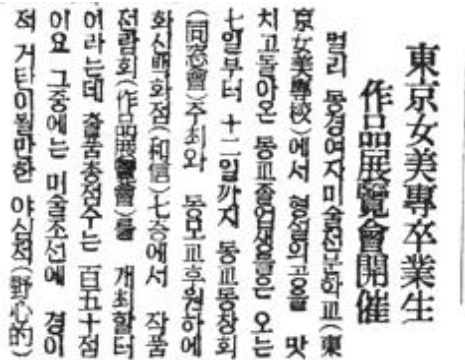 東京女美專卒業生
作品展覽會開催
멀리 동경여자미술전문학교(東
京女美專校)에서 형설의공을 맛
치고돌아온 동교졸업생들은 오는
七일부터 十二일까지 동교동창회
(同窓會)주최와 동모교후원하에
화신백화점(和信)七층에서 작품
전람회(作品展覽會)를 개최할터
이라는데 출품총점수는 百五十점
이요 그중에는 미술조선에 경이
적 거탄이될만한 야심적(野心的)